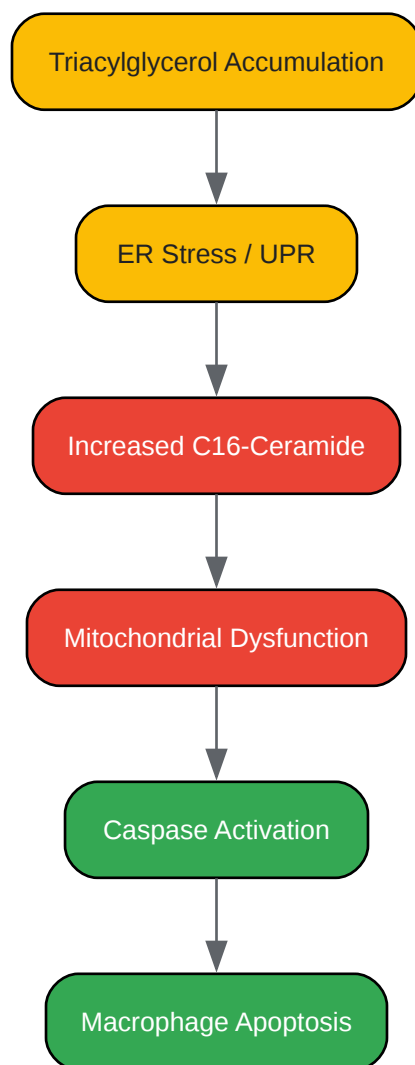 Triacylglycerol Accumulation
ER Stress / UPR
Increased C16-Ceramide
Mitochondrial Dysfunction
Caspase Activation
Macrophage Apoptosis